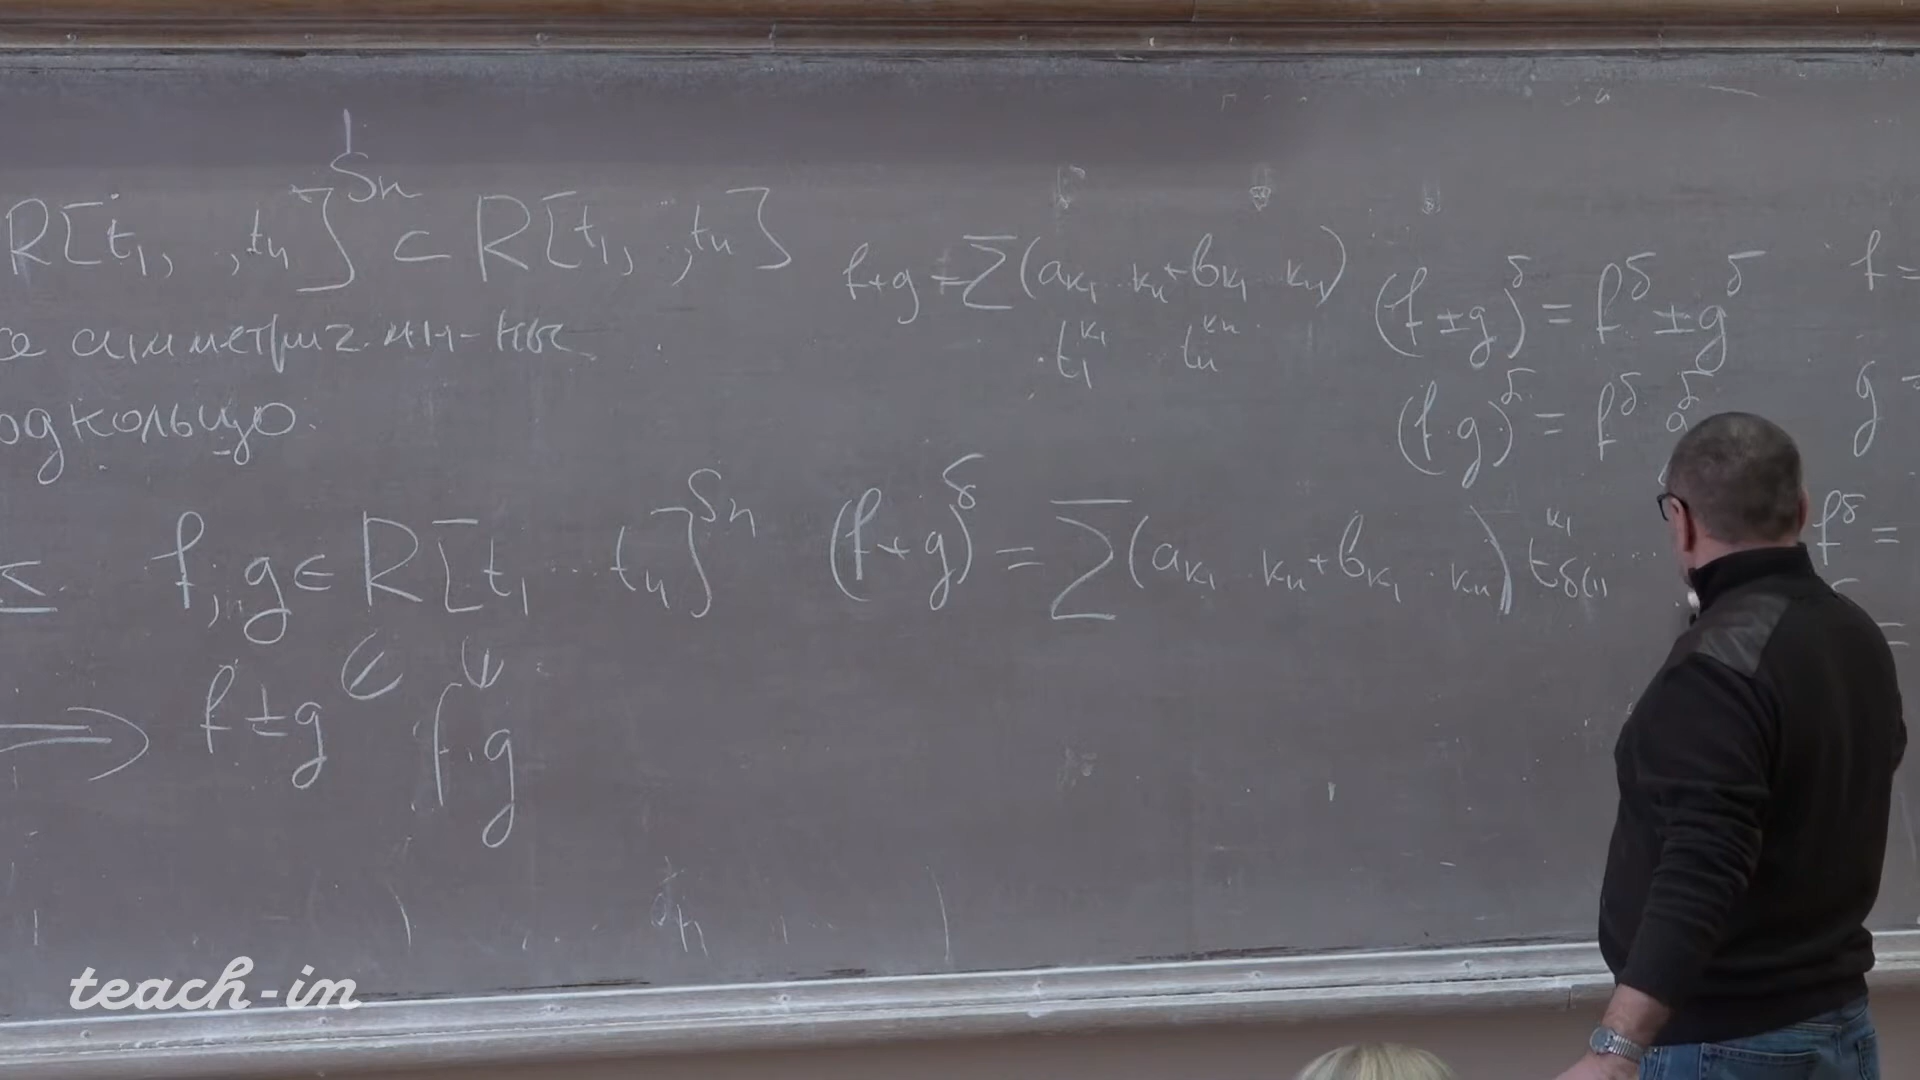 R[t₁, , tₙ]^{Sₙ} ⊂ R[t₁, , tₙ]
симметрич. мн-ны
подкольцо.
f, g ∈ R[t₁ … tₙ]^{Sₙ}
⟹ f ± g ∈ f·g
f + g = ∑(a_{k₁…kₙ} + b_{k₁…kₙ})
t₁^{k₁} tₙ^{kₙ}
(f + g)^δ = ∑(a_{k₁…kₙ} + b_{k₁…kₙ}) t_{δ(1)}^{k₁} …
(f ± g)^δ = f^δ ± g^δ
(f·g)^δ = f^δ g^δ
f =
g =
f^δ =
=
teach-in